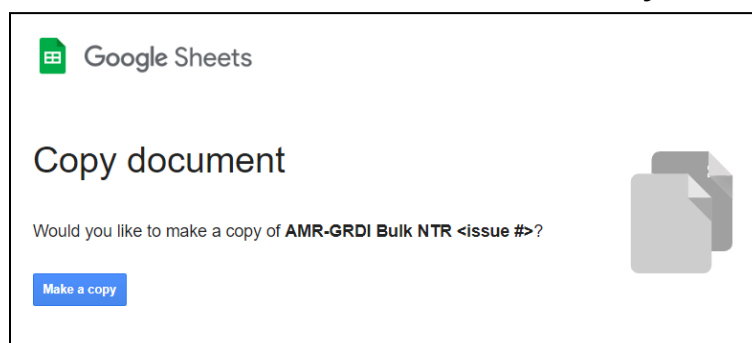 Google Sheets
Copy document
Would you like to make a copy of AMR-GRDI Bulk NTR <issue #>?
Make a copy